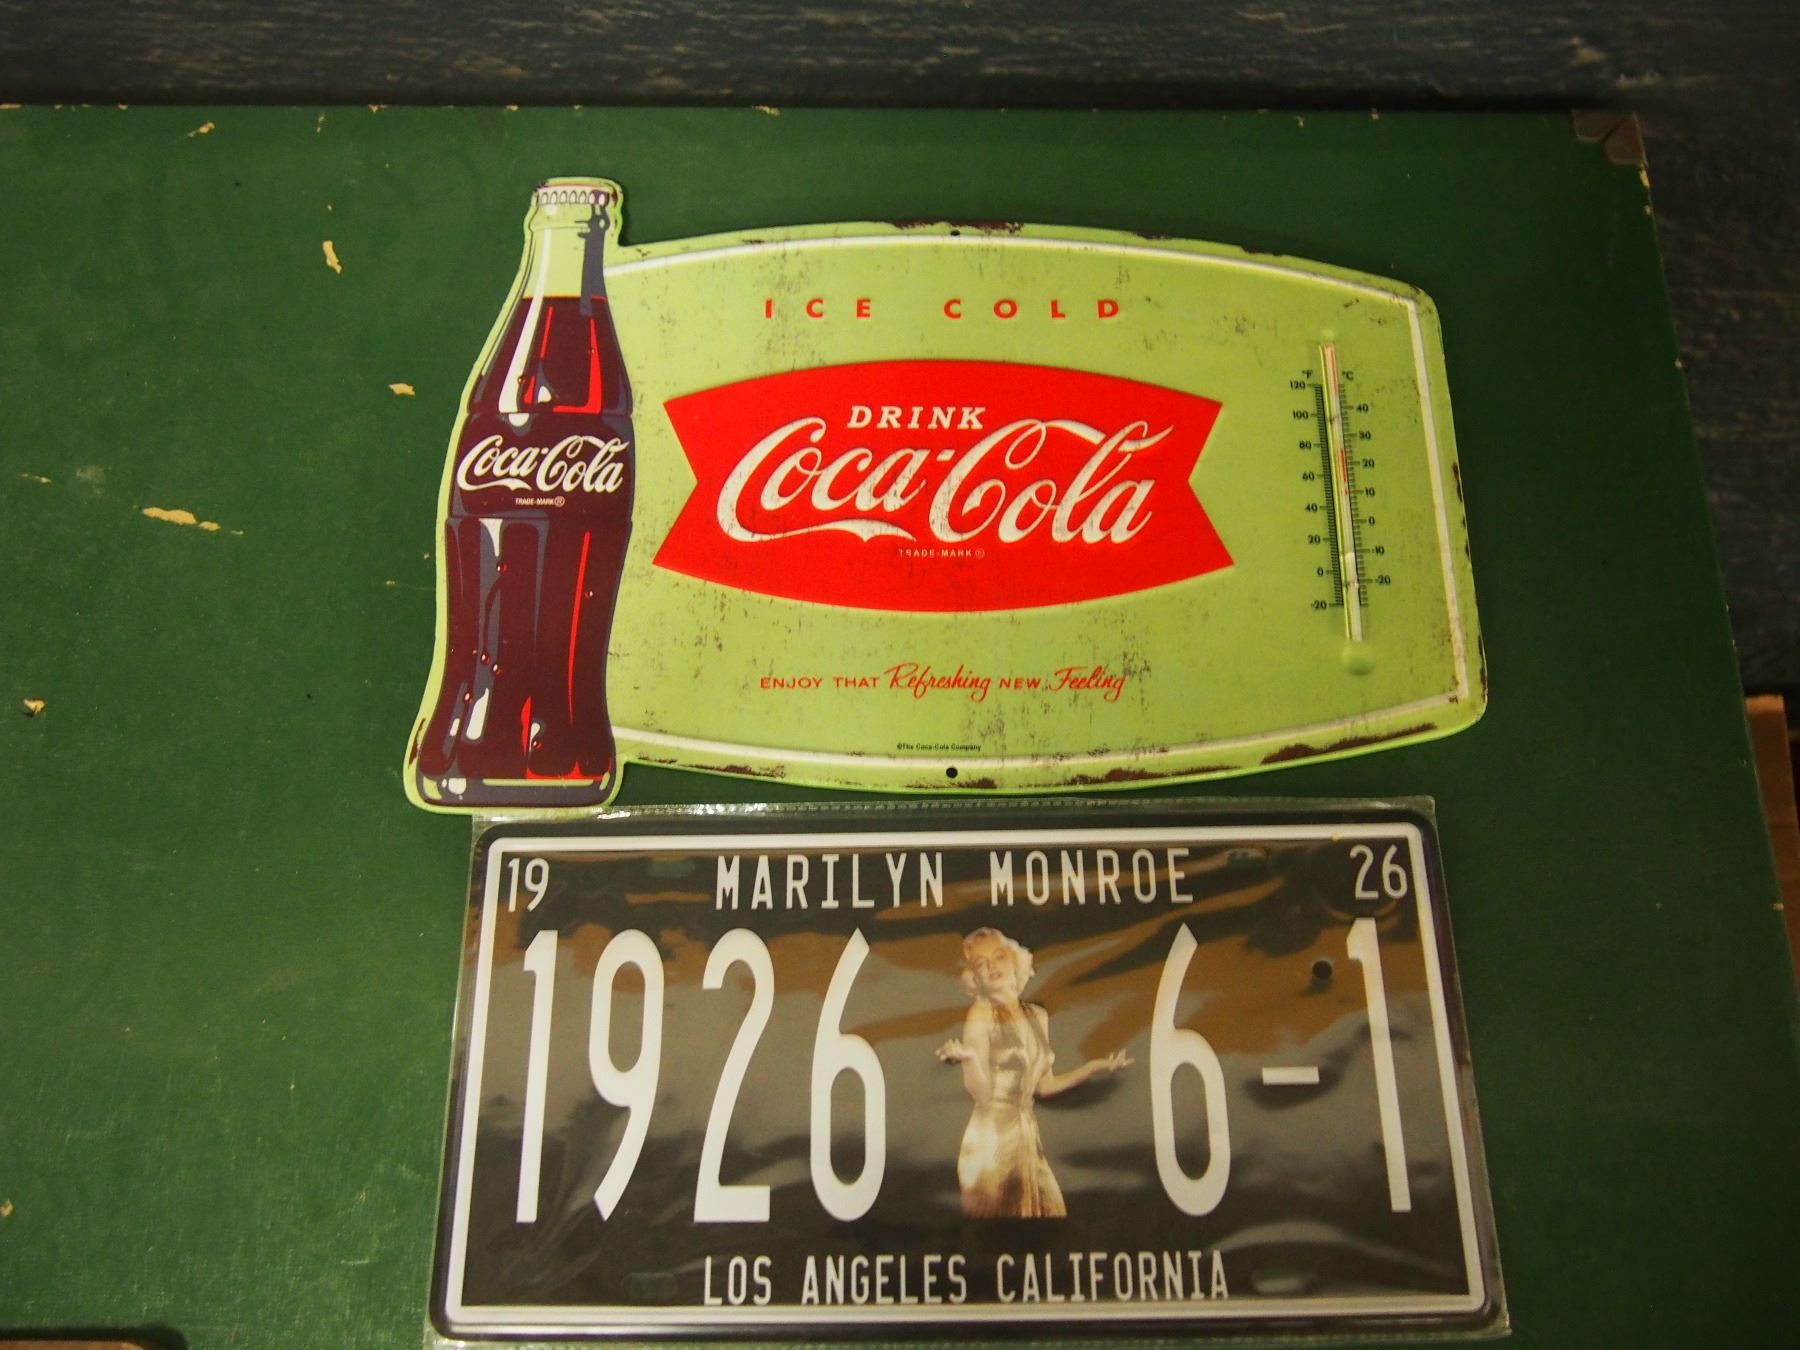 ICE COLD
DRINK
Coca-Cola
TRADE-MARK ®
Coca-Cola
TRADE-MARK ®
°F °C
120
100
80
60
40
20
0
-20
40
30
20
10
0
-10
-20
ENJOY THAT Refreshing NEW Feeling
©The Coca-Cola Company
19 MARILYN MONROE 26
1926 6-1
LOS ANGELES CALIFORNIA